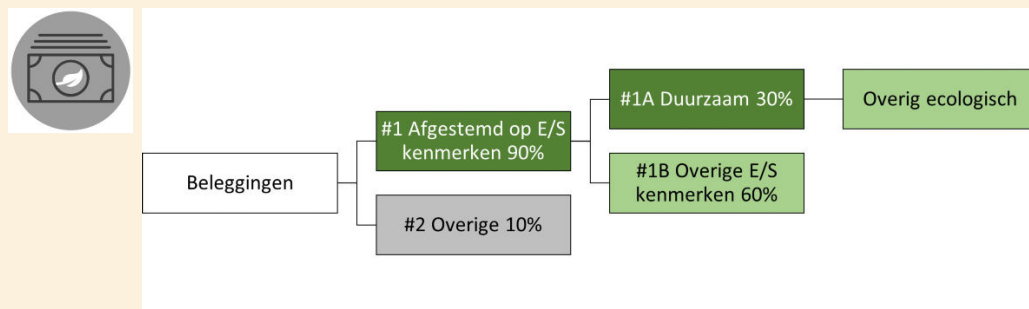 Beleggingen
#1 Afgestemd op E/S
kenmerken 90%
#2 Overige 10%
#1A Duurzaam 30%
#1B Overige E/S
kenmerken 60%
Overig ecologisch